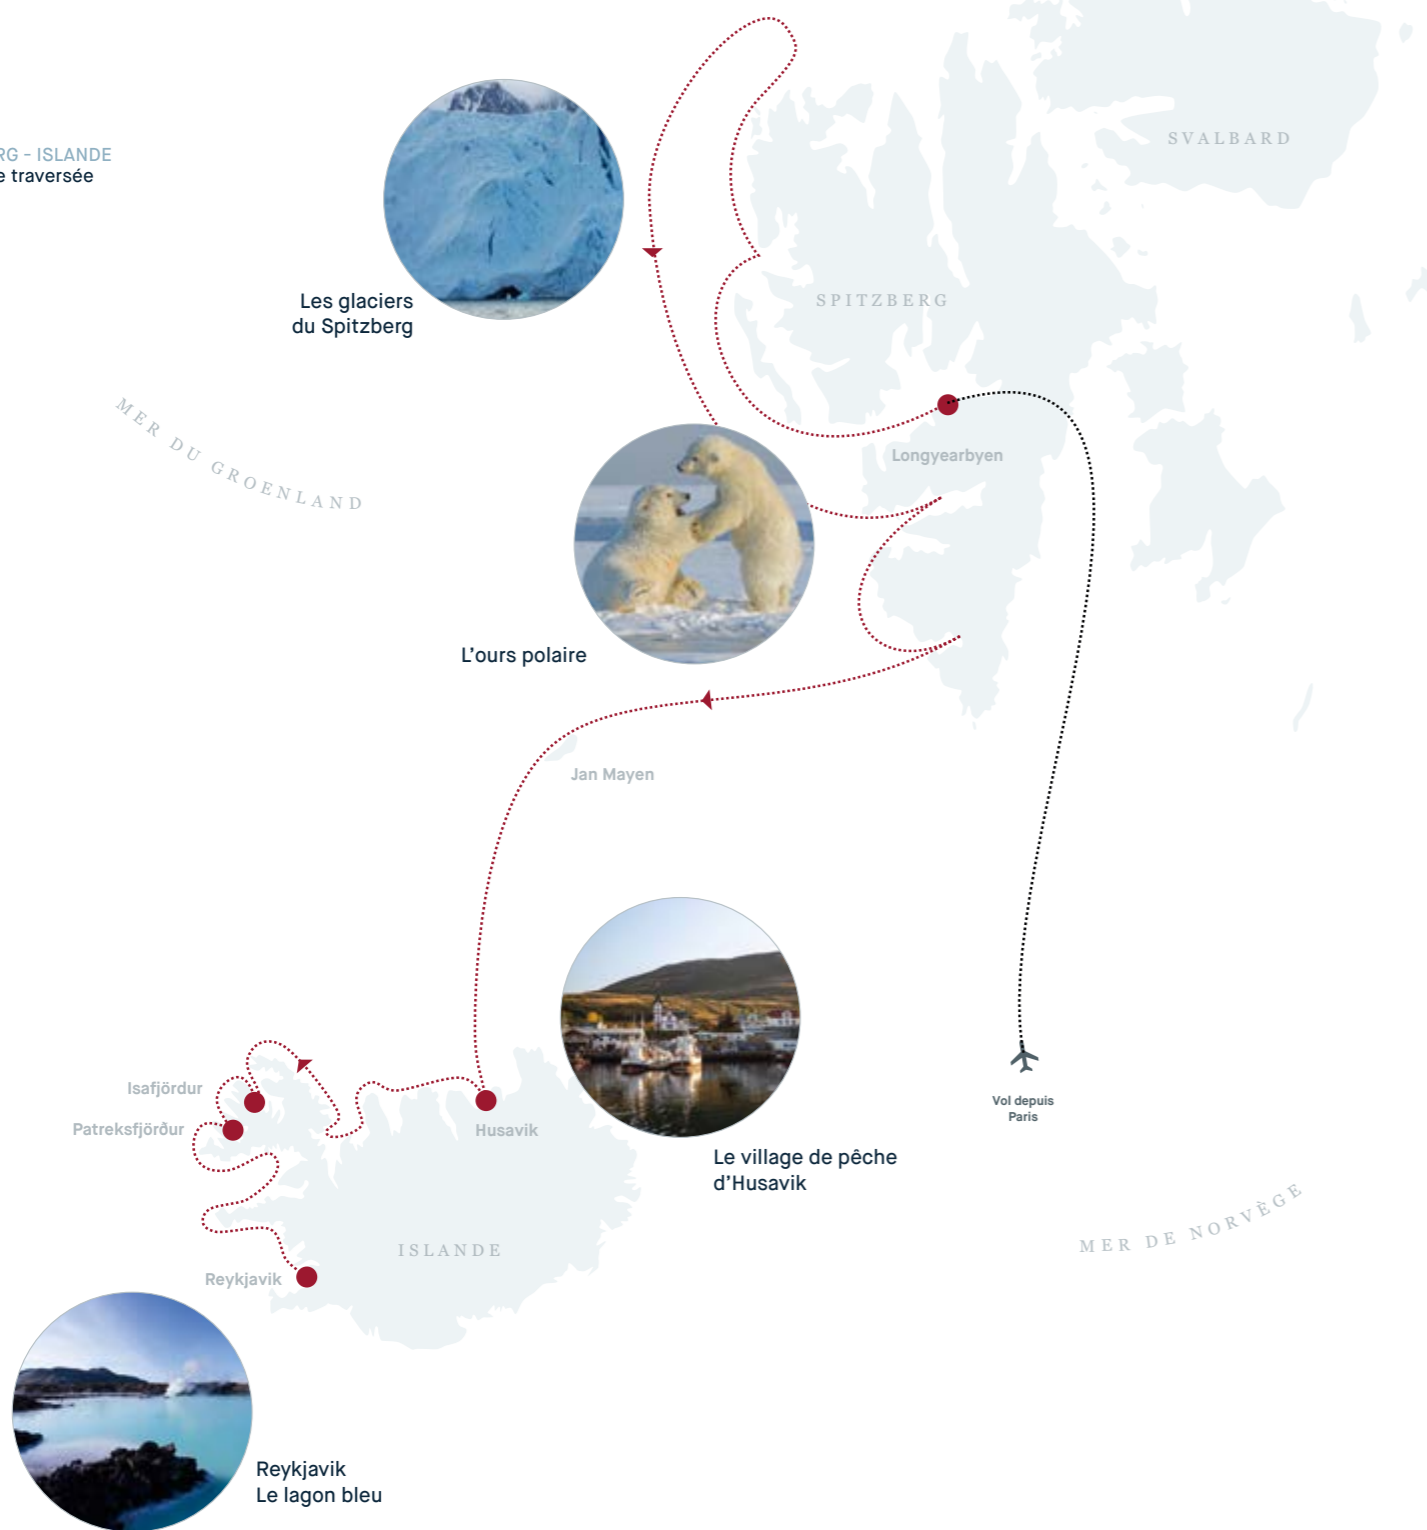 RG - ISLANDE
e traversée
SVALBARD
SPITZBERG
Les glaciers
du Spitzberg
MER DU GROENLAND
Longyearbyen
L'ours polaire
Jan Mayen
Isafjördur
Patreksfjörður
Husavik
Vol depuis
Paris
Le village de pêche
d'Husavik
MER DE NORVÈGE
ISLANDE
Reykjavik
Reykjavik
Le lagon bleu